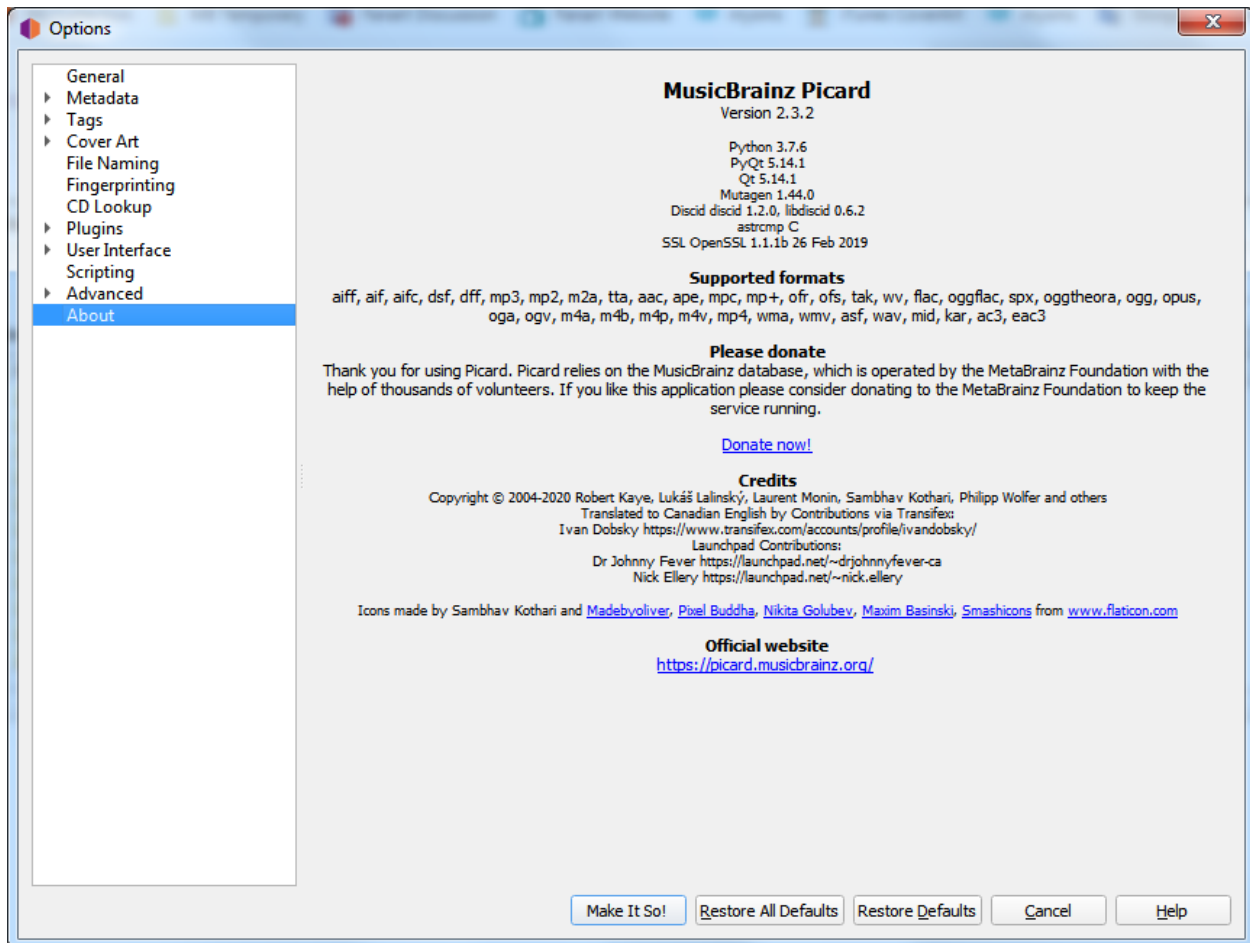 Options
General
Metadata
Tags
Cover Art
File Naming
Fingerprinting
CD Lookup
Plugins
User Interface
Scripting
Advanced
About
MusicBrainz Picard
Version 2.3.2
Python 3.7.6
PyQt 5.14.1
Qt 5.14.1
Mutagen 1.44.0
Discid discid 1.2.0, libdiscid 0.6.2
astrcmp C
SSL OpenSSL 1.1.1b 26 Feb 2019
Supported formats
aiff, aif, aifc, dsf, dff, mp3, mp2, m2a, tta, aac, ape, mpc, mp+, ofr, ofs, tak, wv, flac, oggflac, spx, oggtheora, ogg, opus,
oga, ogv, m4a, m4b, m4p, m4v, mp4, wma, wmv, asf, wav, mid, kar, ac3, eac3
Please donate
Thank you for using Picard. Picard relies on the MusicBrainz database, which is operated by the MetaBrainz Foundation with the
help of thousands of volunteers. If you like this application please consider donating to the MetaBrainz Foundation to keep the
service running.
Donate now!
Credits
Copyright © 2004-2020 Robert Kaye, Lukáš Lalinský, Laurent Monin, Sambhav Kothari, Philipp Wolfer and others
Translated to Canadian English by Contributions via Transifex:
Ivan Dobsky https://www.transifex.com/accounts/profile/ivandobsky/
Launchpad Contributions:
Dr Johnny Fever https://launchpad.net/~drjohnnyfever-ca
Nick Ellery https://launchpad.net/~nick.ellery
Icons made by Sambhav Kothari and Madebyoliver, Pixel Buddha, Nikita Golubev, Maxim Basinski, Smashicons from www.flaticon.com
Official website
https://picard.musicbrainz.org/
Make It So!
Restore All Defaults
Restore Defaults
Cancel
Help